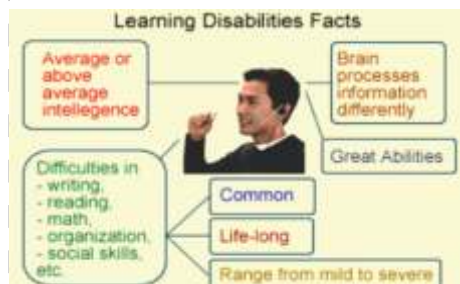 Learning Disabilities Facts
Average or
above
average
intellegence
Brain
processes
information
differently
Great Abilities
Difficulties in
- writing,
- reading,
- math,
- organization,
- social skills,
etc.
Common
Life-long
Range from mild to severe